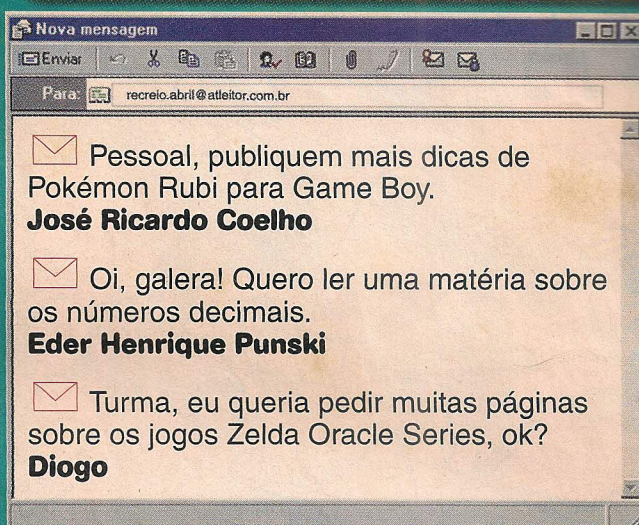 Nova mensagem
Enviar
Para: recreio.abril@atleitor.com.br
Pessoal, publiquem mais dicas de
Pokémon Rubi para Game Boy.
José Ricardo Coelho
Oi, galera! Quero ler uma matéria sobre
os números decimais.
Eder Henrique Punski
Turma, eu queria pedir muitas páginas
sobre os jogos Zelda Oracle Series, ok?
Diogo